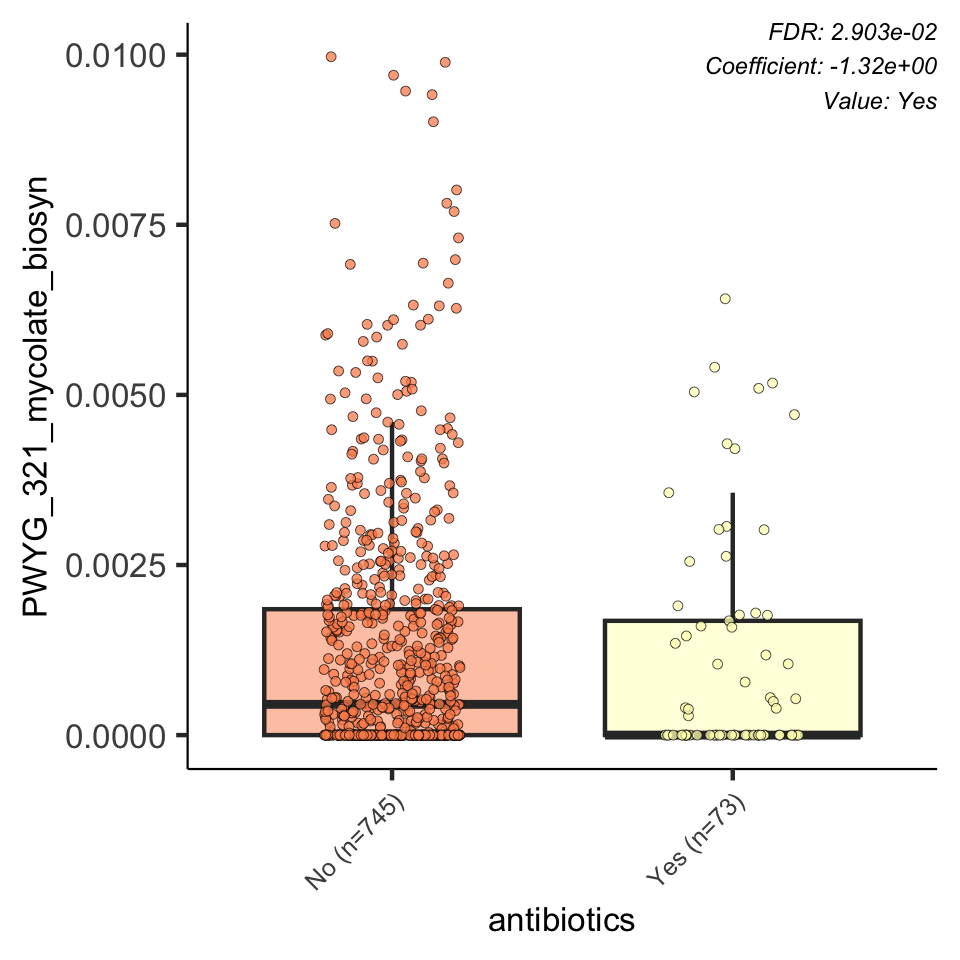 FDR: 2.903e-02
Coefficient: -1.32e+00
Value: Yes
PWYG_321_mycolate_biosyn
0.0100
0.0075
0.0050
0.0025
0.0000
No (n=745)
Yes (n=73)
antibiotics